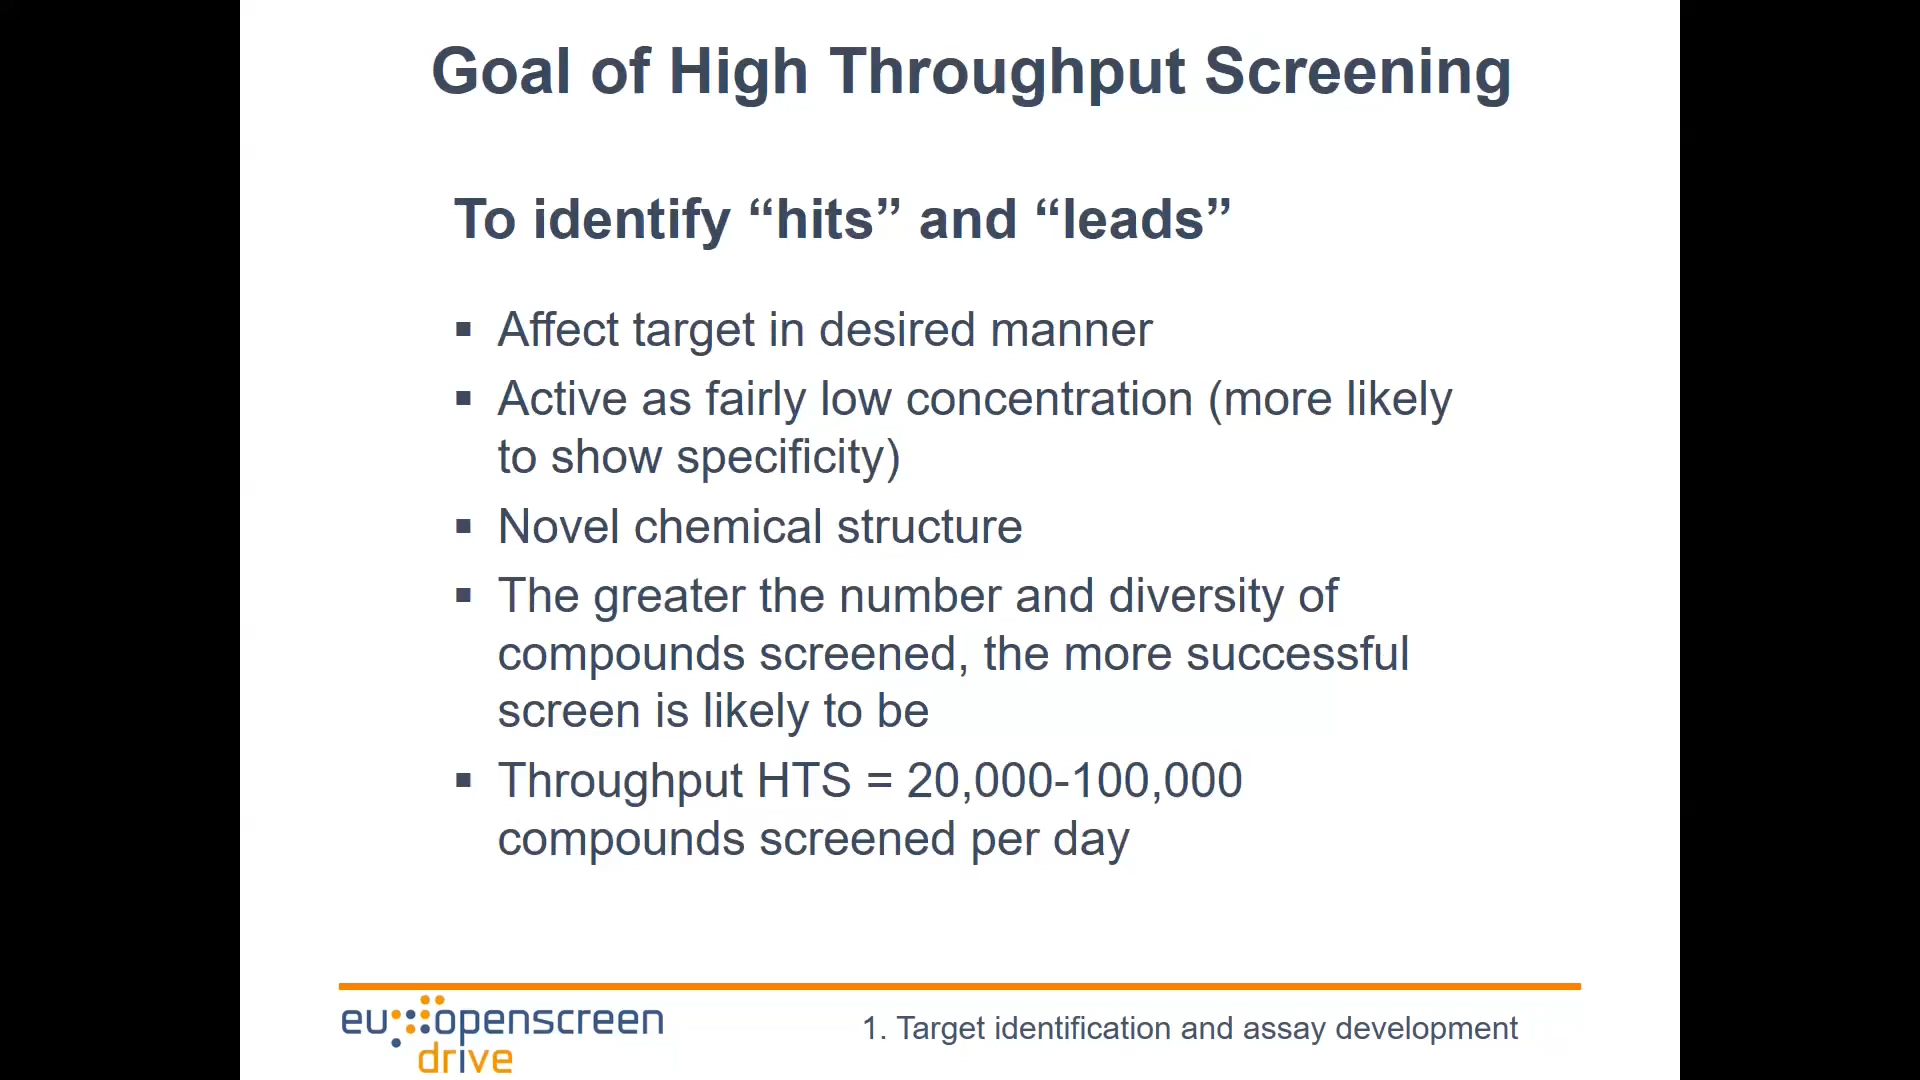 Goal of High Throughput Screening
To identify “hits” and “leads”
▪ Affect target in desired manner
▪ Active as fairly low concentration (more likely
to show specificity)
▪ Novel chemical structure
▪ The greater the number and diversity of
compounds screened, the more successful
screen is likely to be
▪ Throughput HTS = 20,000-100,000
compounds screened per day
eu openscreen
drive
1. Target identification and assay development